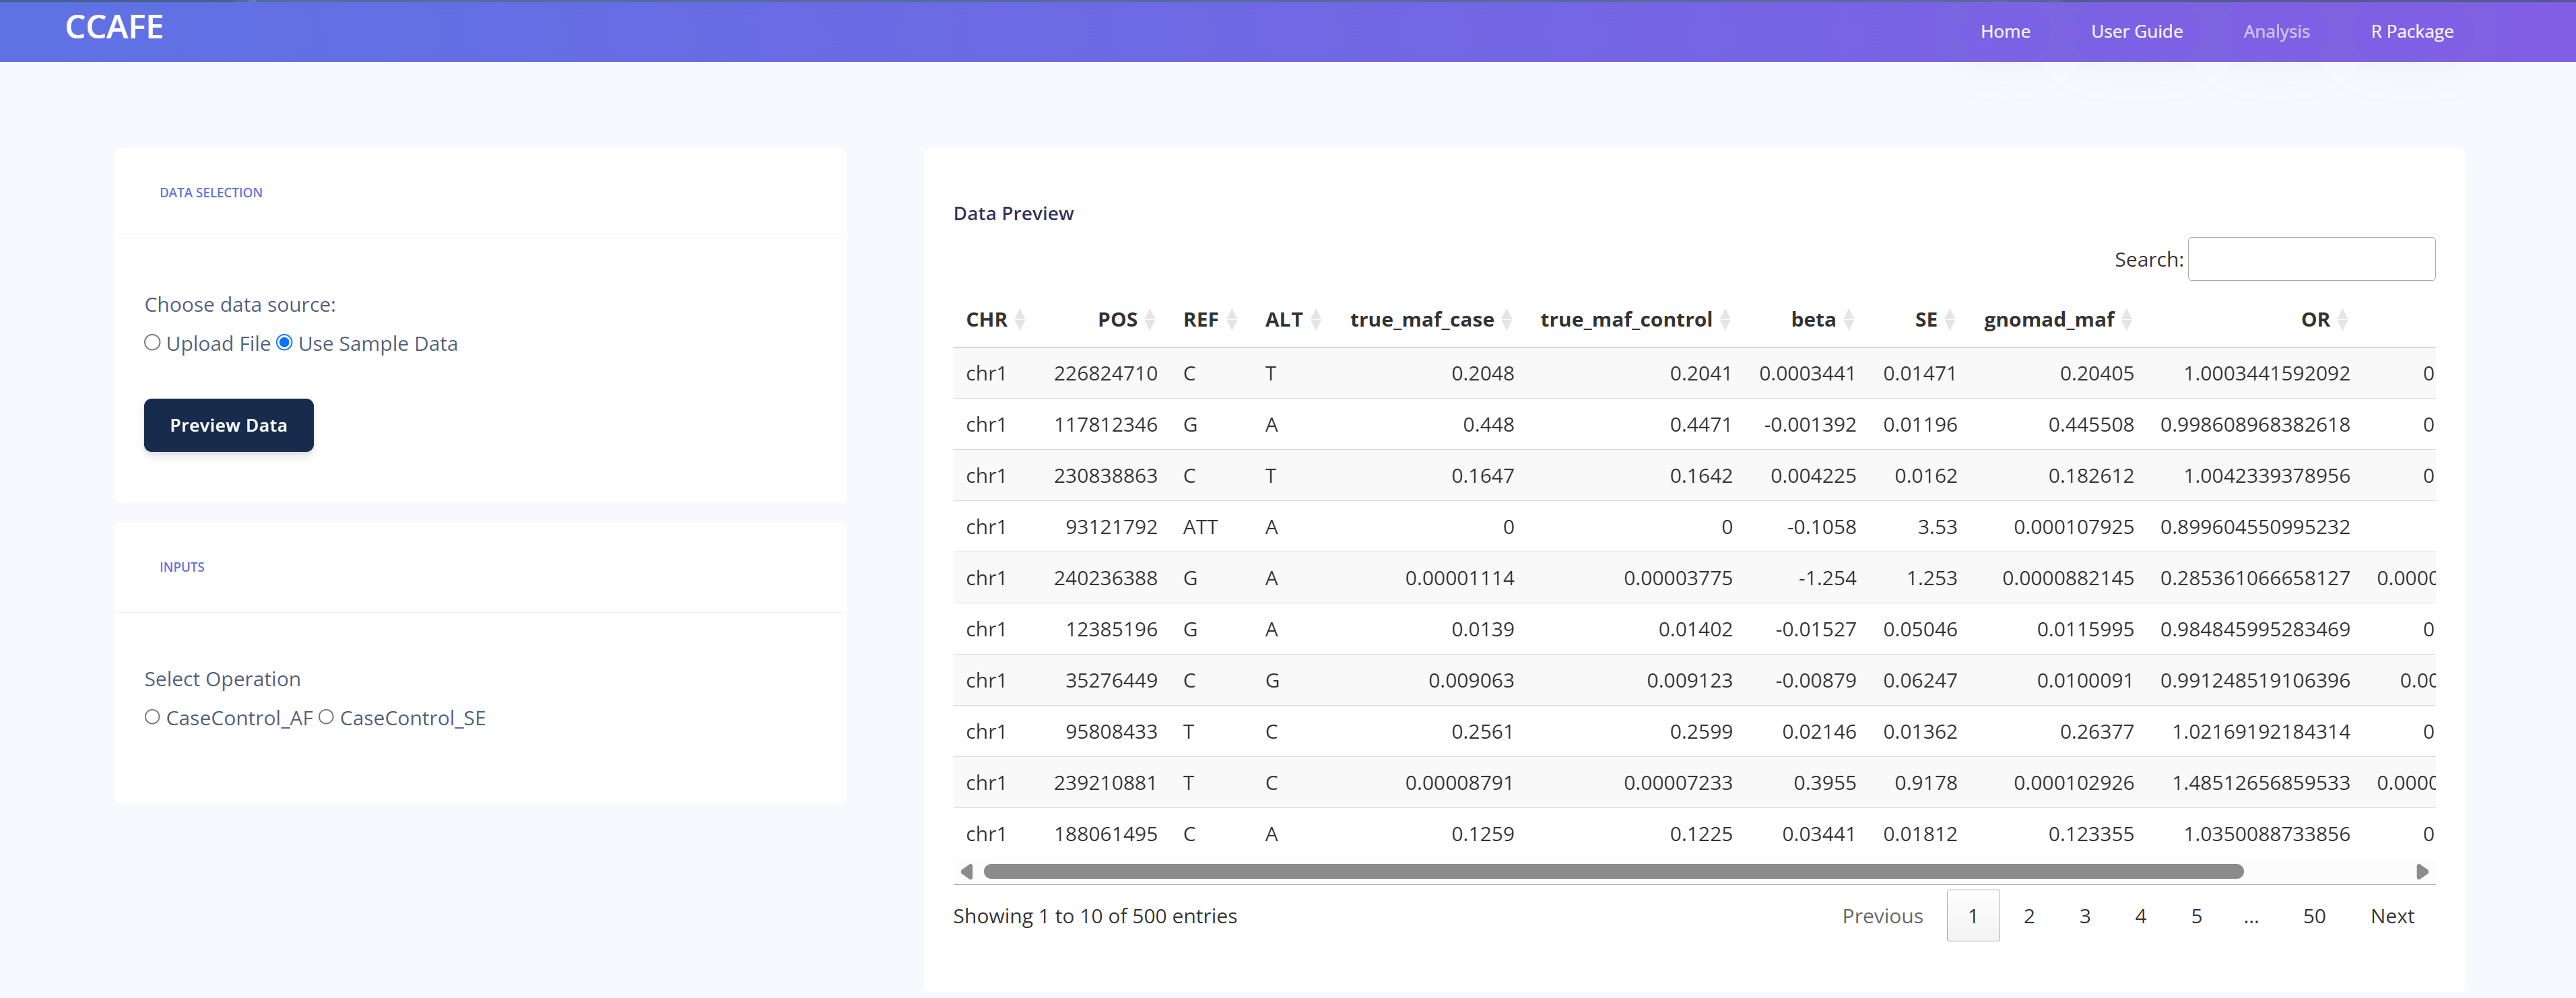 CCAFE Home User Guide Analysis R Package
DATA SELECTION
Choose data source:
Upload File Use Sample Data
Preview Data
INPUTS
Select Operation
CaseControl_AF CaseControl_SE
Data Preview
Search:
CHR POS REF ALT true_maf_case true_maf_control beta SE gnomad_maf OR
chr1 226824710 C T 0.2048 0.2041 0.0003441 0.01471 0.20405 1.0003441592092 0
chr1 117812346 G A 0.448 0.4471 -0.001392 0.01196 0.445508 0.998608968382618 0
chr1 230838863 C T 0.1647 0.1642 0.004225 0.0162 0.182612 1.0042339378956 0
chr1 93121792 ATT A 0 0 -0.1058 3.53 0.000107925 0.899604550995232
chr1 240236388 G A 0.00001114 0.00003775 -1.254 1.253 0.0000882145 0.285361066658127 0.0000
chr1 12385196 G A 0.0139 0.01402 -0.01527 0.05046 0.0115995 0.984845995283469 0
chr1 35276449 C G 0.009063 0.009123 -0.00879 0.06247 0.0100091 0.991248519106396 0.00
chr1 95808433 T C 0.2561 0.2599 0.02146 0.01362 0.26377 1.02169192184314 0
chr1 239210881 T C 0.00008791 0.00007233 0.3955 0.9178 0.000102926 1.48512656859533 0.0000
chr1 188061495 C A 0.1259 0.1225 0.03441 0.01812 0.123355 1.0350088733856 0
Showing 1 to 10 of 500 entries Previous 1 2 3 4 5 ... 50 Next